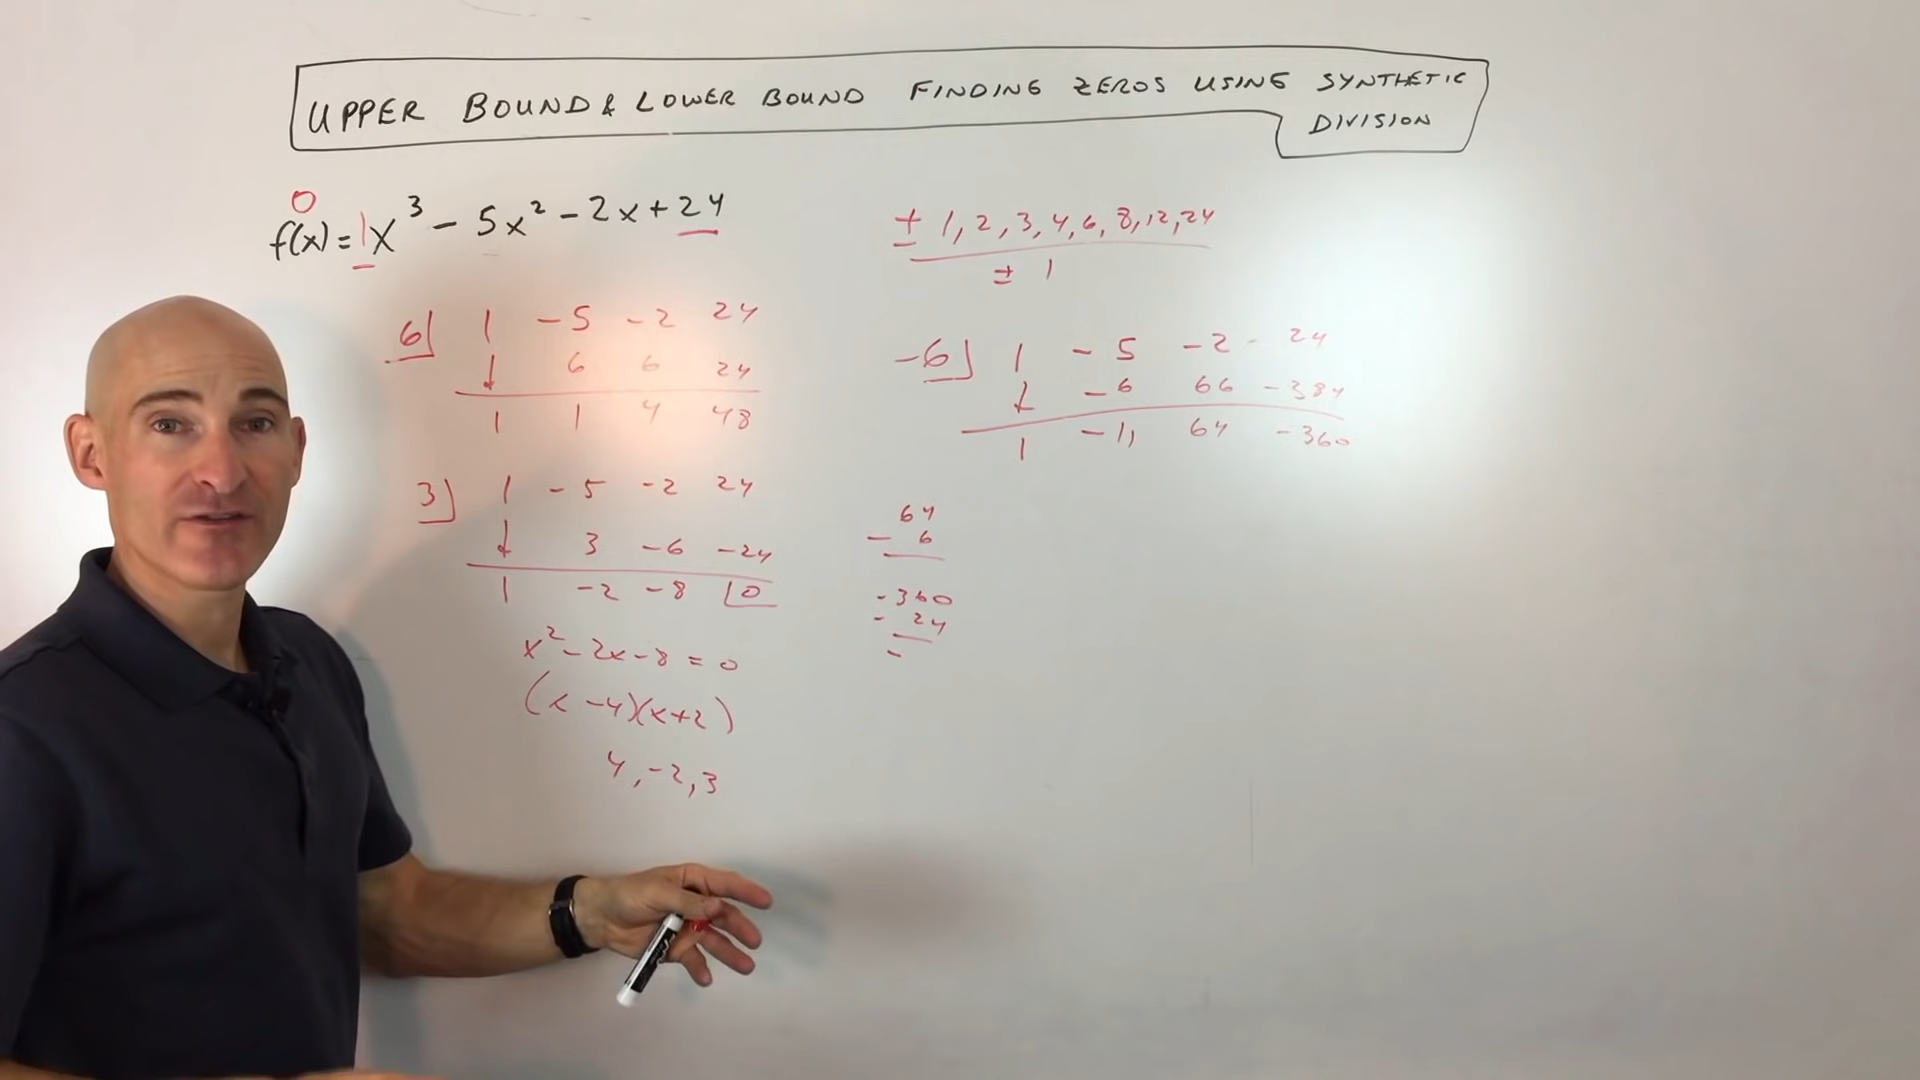 UPPER BOUND & LOWER BOUND FINDING ZEROS USING SYNTHETIC
DIVISION
0
f(x) = 1x³ - 5x² - 2x + 24
± 1, 2, 3, 4, 6, 8, 12, 24
± 1
6⌋ 1 -5 -2 24
↓ 6 6 24
1 1 4 48
3⌋ 1 -5 -2 24
↓ 3 -6 -24
1 -2 -8 ⌊0
x² - 2x - 8 = 0
(x - 4)(x + 2)
4, -2, 3
-6⌋ 1 -5 -2 24
↓ -6 66 -384
1 -11 64 -360
64
- 6
-360
- 24
-